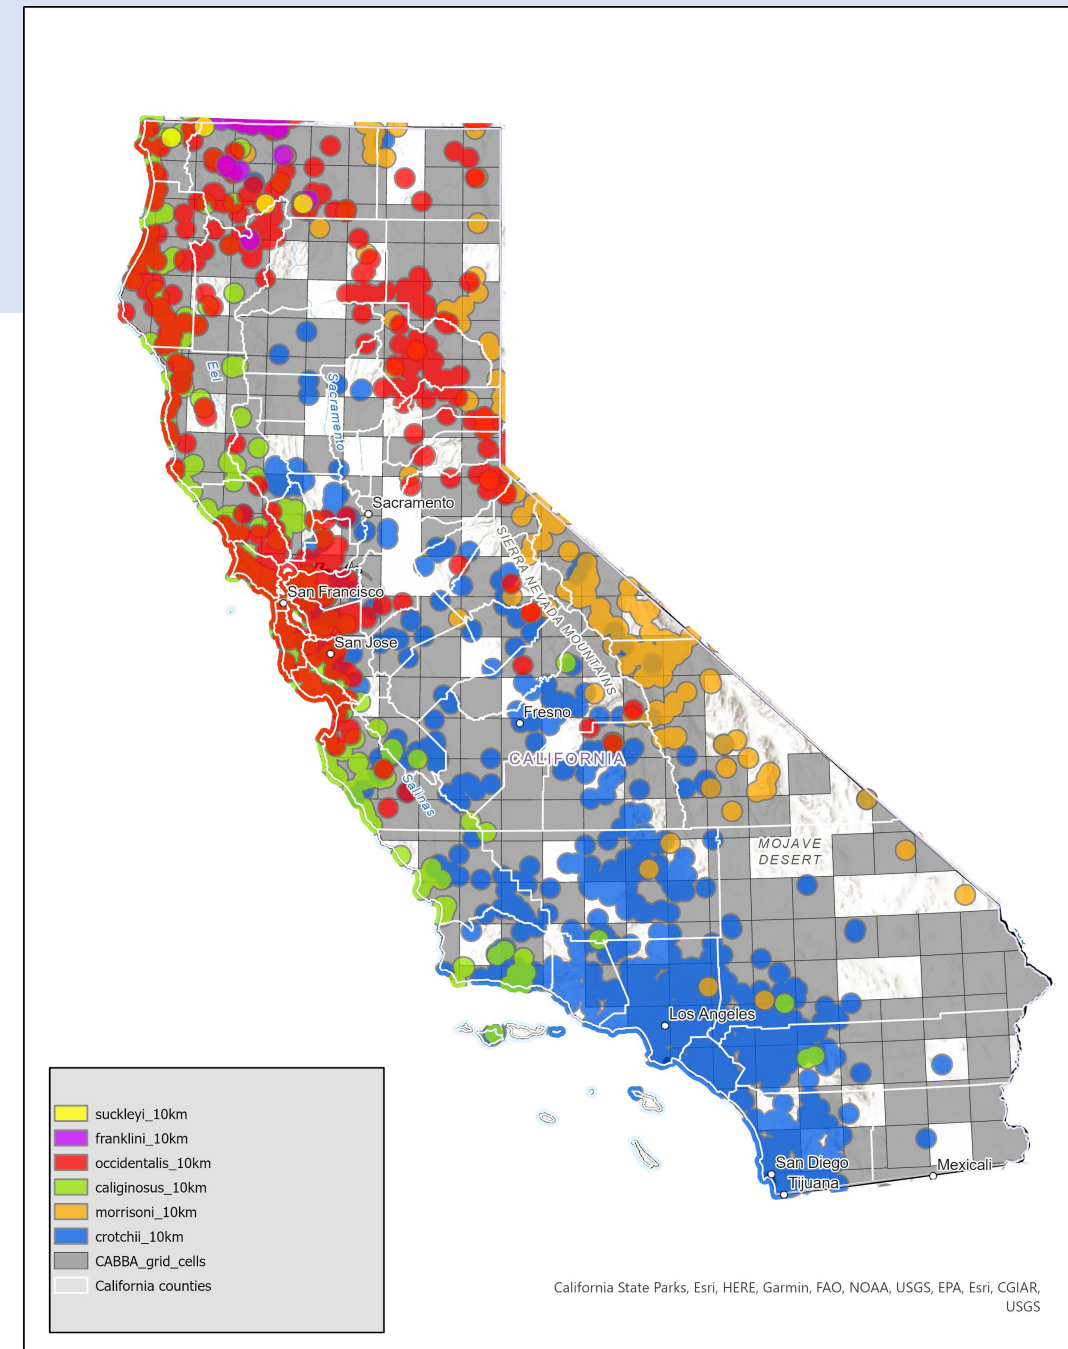 Eel
Sacramento
Sacramento
SIERRA NEVADA MOUNTAINS
San Francisco
San Jose
Fresno
CALIFORNIA
Salinas
MOJAVE
DESERT
Los Angeles
San Diego
Mexicali
Tijuana
suckleyi_10km
franklini_10km
occidentalis_10km
caliginosus_10km
morrisoni_10km
crotchii_10km
CABBA_grid_cells
California counties
California State Parks, Esri, HERE, Garmin, FAO, NOAA, USGS, EPA, Esri, CGIAR,
USGS